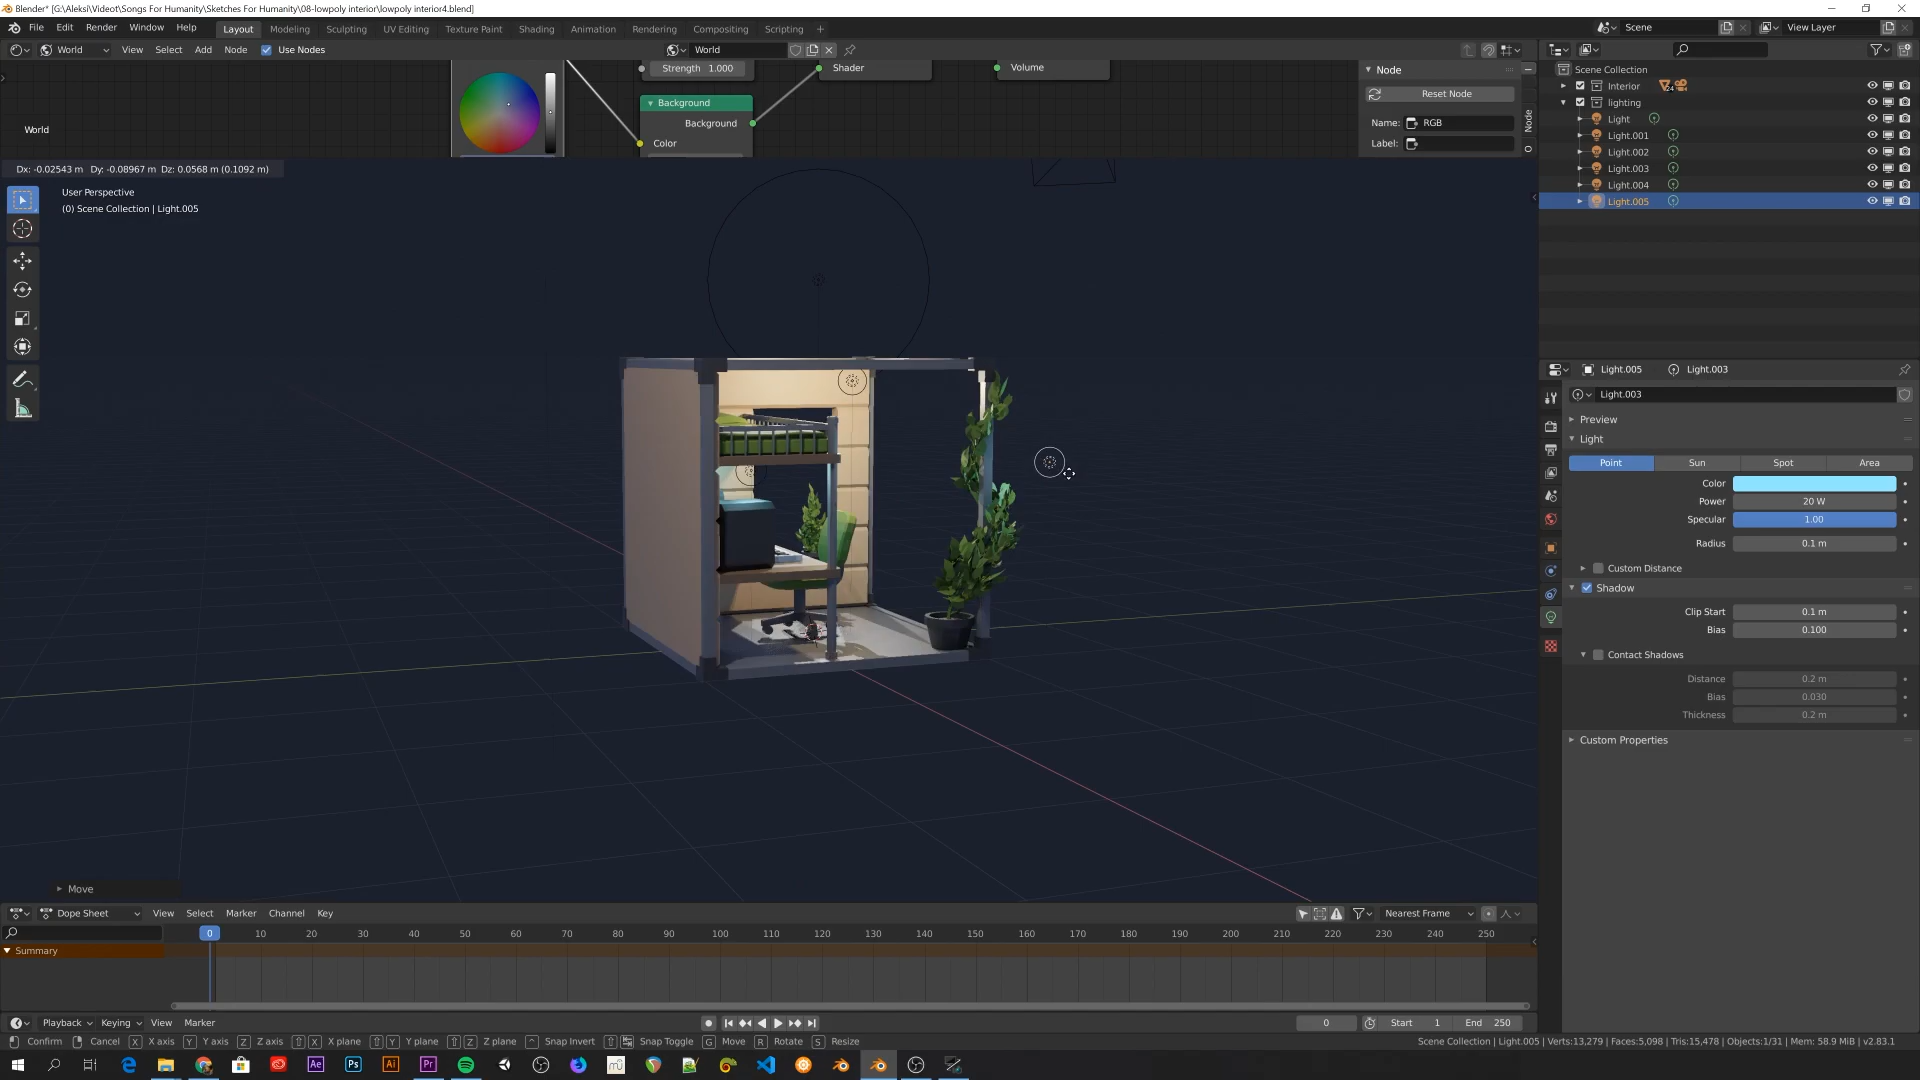 Blender* [G:\Aleksi\Videot\Songs For Humanity\Sketches For Humanity\08-lowpoly interior\lowpoly interior4.blend]
File Edit Render Window Help Layout Modeling Sculpting UV Editing Texture Paint Shading Animation Rendering Compositing Scripting + Scene View Layer
World View Select Add Node Use Nodes World
Strength 1.000 Shader Volume Node Scene Collection
Reset Node Interior 24
Background lighting
World Background Name: RGB Light
Color Label: Light.001
Light.002
Dx: -0.02543 m Dy: -0.08967 m Dz: 0.0568 m (0.1092 m) Light.003
User Perspective Light.004
(0) Scene Collection | Light.005 Light.005
Light.005 Light.003
Light.003
Preview
Light
Point Sun Spot Area
Color
Power 20 W
Specular 1.00
Radius 0.1 m
Custom Distance
Shadow
Clip Start 0.1 m
Bias 0.100
Contact Shadows
Distance 0.2 m
Bias 0.030
Thickness 0.2 m
Custom Properties
Move
Dope Sheet View Select Marker Channel Key Nearest Frame
0 10 20 30 40 50 60 70 80 90 100 110 120 130 140 150 160 170 180 190 200 210 220 230 240 250
Summary
Playback Keying View Marker 0 Start 1 End 250
Confirm Cancel X X axis Y Y axis Z Z axis X X plane Y Y plane Z Z plane Snap Invert Snap Toggle G Move R Rotate S Resize Scene Collection | Light.005 | Verts:13,279 | Faces:5,098 | Tris:15,478 | Objects:1/31 | Mem: 58.9 MiB | v2.83.1
Ae Ps Ai Pr